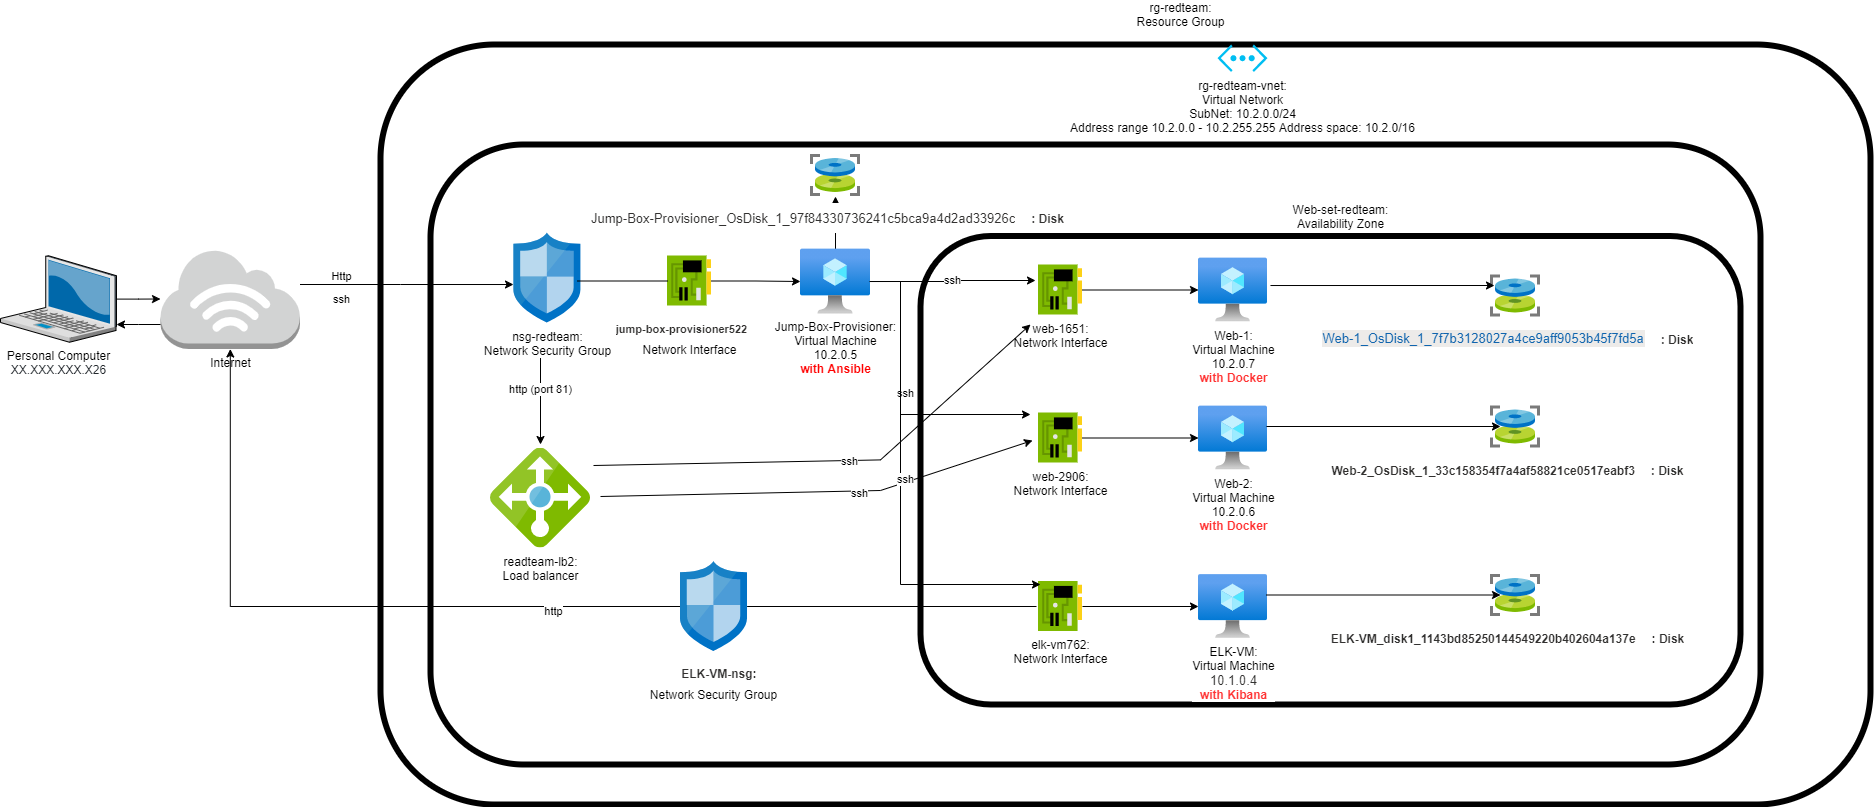 rg-redteam:
Resource Group
rg-redteam-vnet:
Virtual Network
SubNet: 10.2.0.0/24
Address range 10.2.0.0 - 10.2.255.255 Address space: 10.2.0/16
Jump-Box-Provisioner_OsDisk_1_97f84330736241c5bca9a4d2ad33926c : Disk
Web-set-redteam:
Availability Zone
Http
ssh
Personal Computer
XX.XXX.XXX.X26
Internet
nsg-redteam:
Network Security Group
jump-box-provisioner522
Network Interface
Jump-Box-Provisioner:
Virtual Machine
10.2.0.5
with Ansible
ssh
web-1651:
Network Interface
Web-1:
Virtual Machine
10.2.0.7
with Docker
Web-1_OsDisk_1_7f7b3128027a4ce9aff9053b45f7fd5a : Disk
http (port 81)
ssh
ssh
ssh
ssh
web-2906:
Network Interface
Web-2:
Virtual Machine
10.2.0.6
with Docker
Web-2_OsDisk_1_33c158354f7a4af58821ce0517eabf3 : Disk
readteam-lb2:
Load balancer
http
ELK-VM-nsg:
Network Security Group
elk-vm762:
Network Interface
ELK-VM:
Virtual Machine
10.1.0.4
with Kibana
ELK-VM_disk1_1143bd85250144549220b402604a137e : Disk